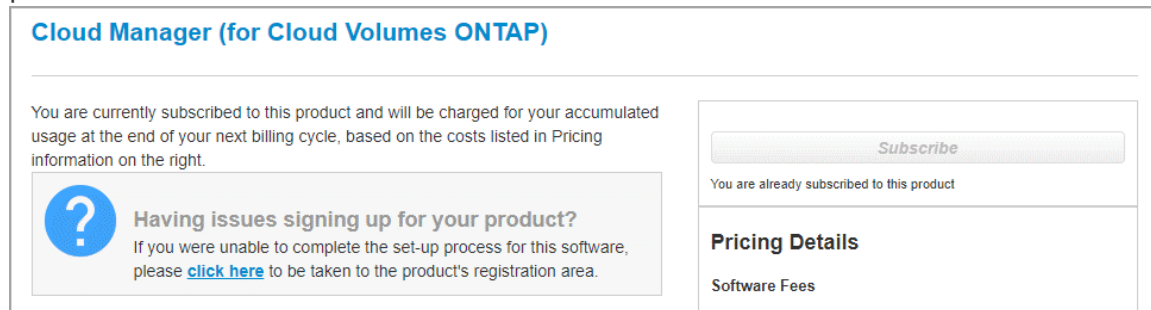 Cloud Manager (for Cloud Volumes ONTAP)
You are currently subscribed to this product and will be charged for your accumulated
usage at the end of your next billing cycle, based on the costs listed in Pricing
information on the right.
?
Having issues signing up for your product?
If you were unable to complete the set-up process for this software,
please click here to be taken to the product's registration area.
Subscribe
You are already subscribed to this product
Pricing Details
Software Fees